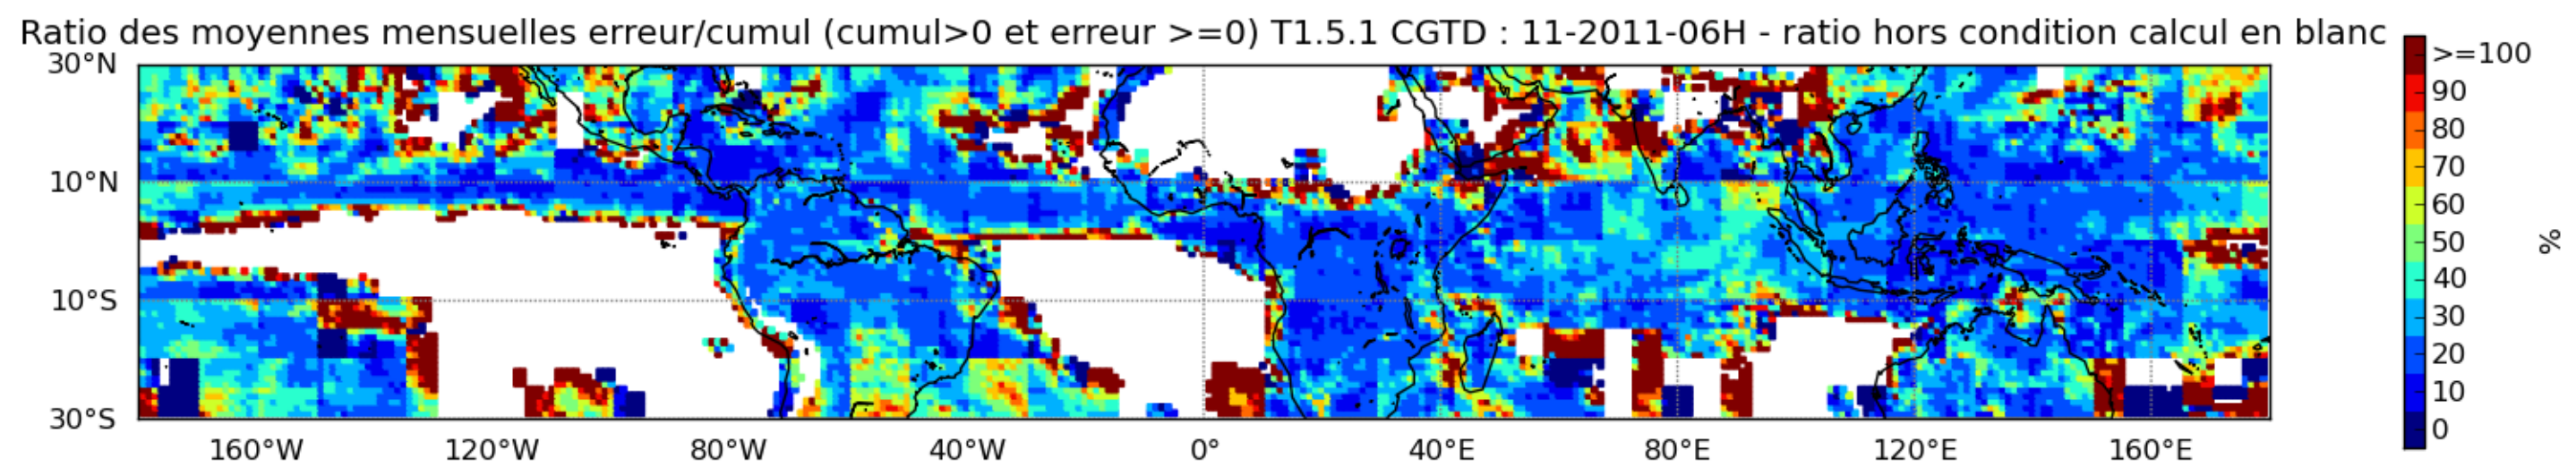 Ratio des moyennes mensuelles erreur/cumul (cumul>0 et erreur >=0) T1.5.1 CGTD : 11-2011-06H - ratio hors condition calcul en blanc
30°N
10°N
10°S
30°S
160°W 120°W 80°W 40°W 0° 40°E 80°E 120°E 160°E
>=100
90
80
70
60
50
40
30
20
10
0
%